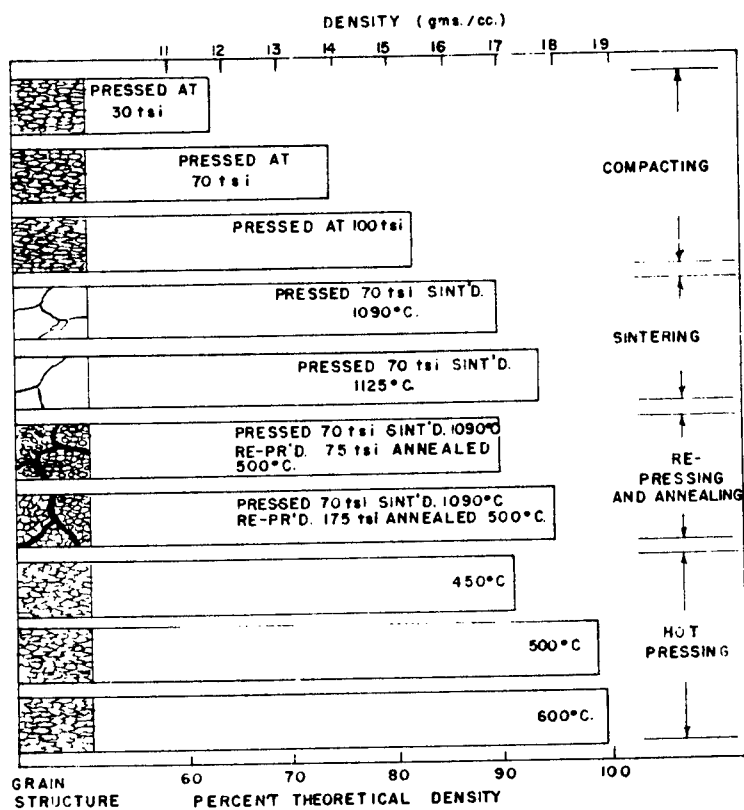 DENSITY (gms./cc.)
11 12 13 14 15 16 17 18 19
PRESSED AT
30 tsi
PRESSED AT
70 tsi
PRESSED AT 100 tsi
COMPACTING
PRESSED 70 tsi SINT'D.
1090°C.
PRESSED 70 tsi SINT'D.
1125°C.
SINTERING
PRESSED 70 tsi SINT'D. 1090°C
RE-PR'D. 75 tsi ANNEALED
500°C.
PRESSED 70 tsi SINT'D. 1090°C
RE-PR'D. 175 tsi ANNEALED 500°C.
RE-
PRESSING
AND ANNEALING
450°C
500°C
600°C.
HOT
PRESSING
60 70 80 90 100
GRAIN
STRUCTURE
PERCENT THEORETICAL DENSITY